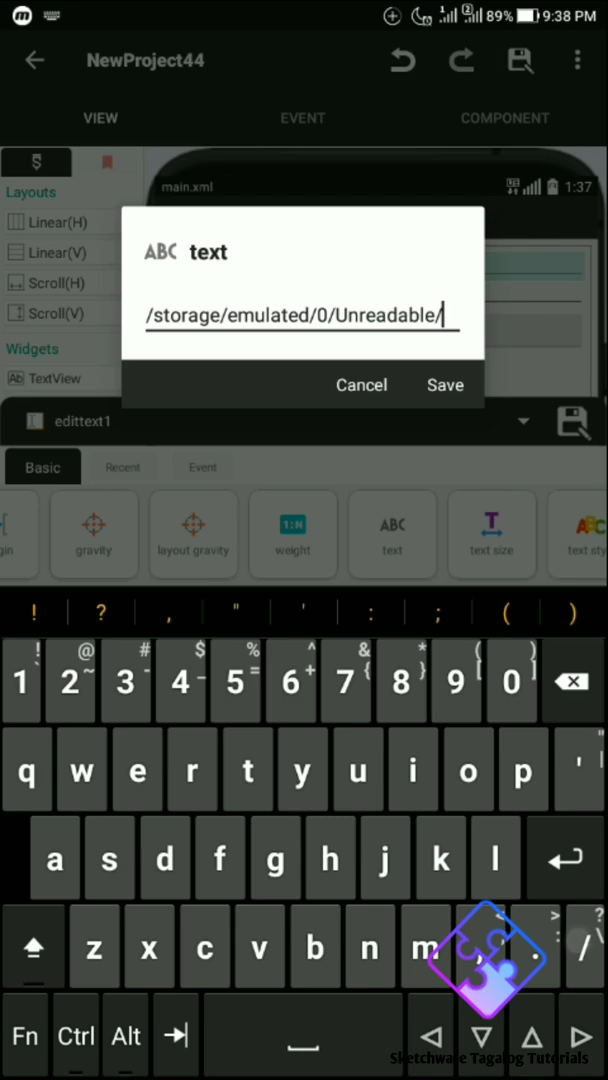 1 2 89% 9:38 PM
NewProject44
VIEW EVENT COMPONENT
main.xml 1:37
Layouts
Linear(H)
Linear(V)
Scroll(H)
Scroll(V)
Widgets
Ab TextView
ABC text
/storage/emulated/0/Unreadable/
Cancel Save
edittext1
Basic Recent Event
1:N ABC T ABC
gin gravity layout gravity weight text text size text sty
! ? , " ' : ; ( )
! @ # $ % ^ & * ( )
1 2 3 4 5 6 7 8 9 0
` ~ - _ = + { } [ ]
q w e r t y u i o p '
" |
a s d f g h j k l
< > ?
z x c v b n m , . /
: \
Fn Ctrl Alt
Sketchware Tagalog Tutorials